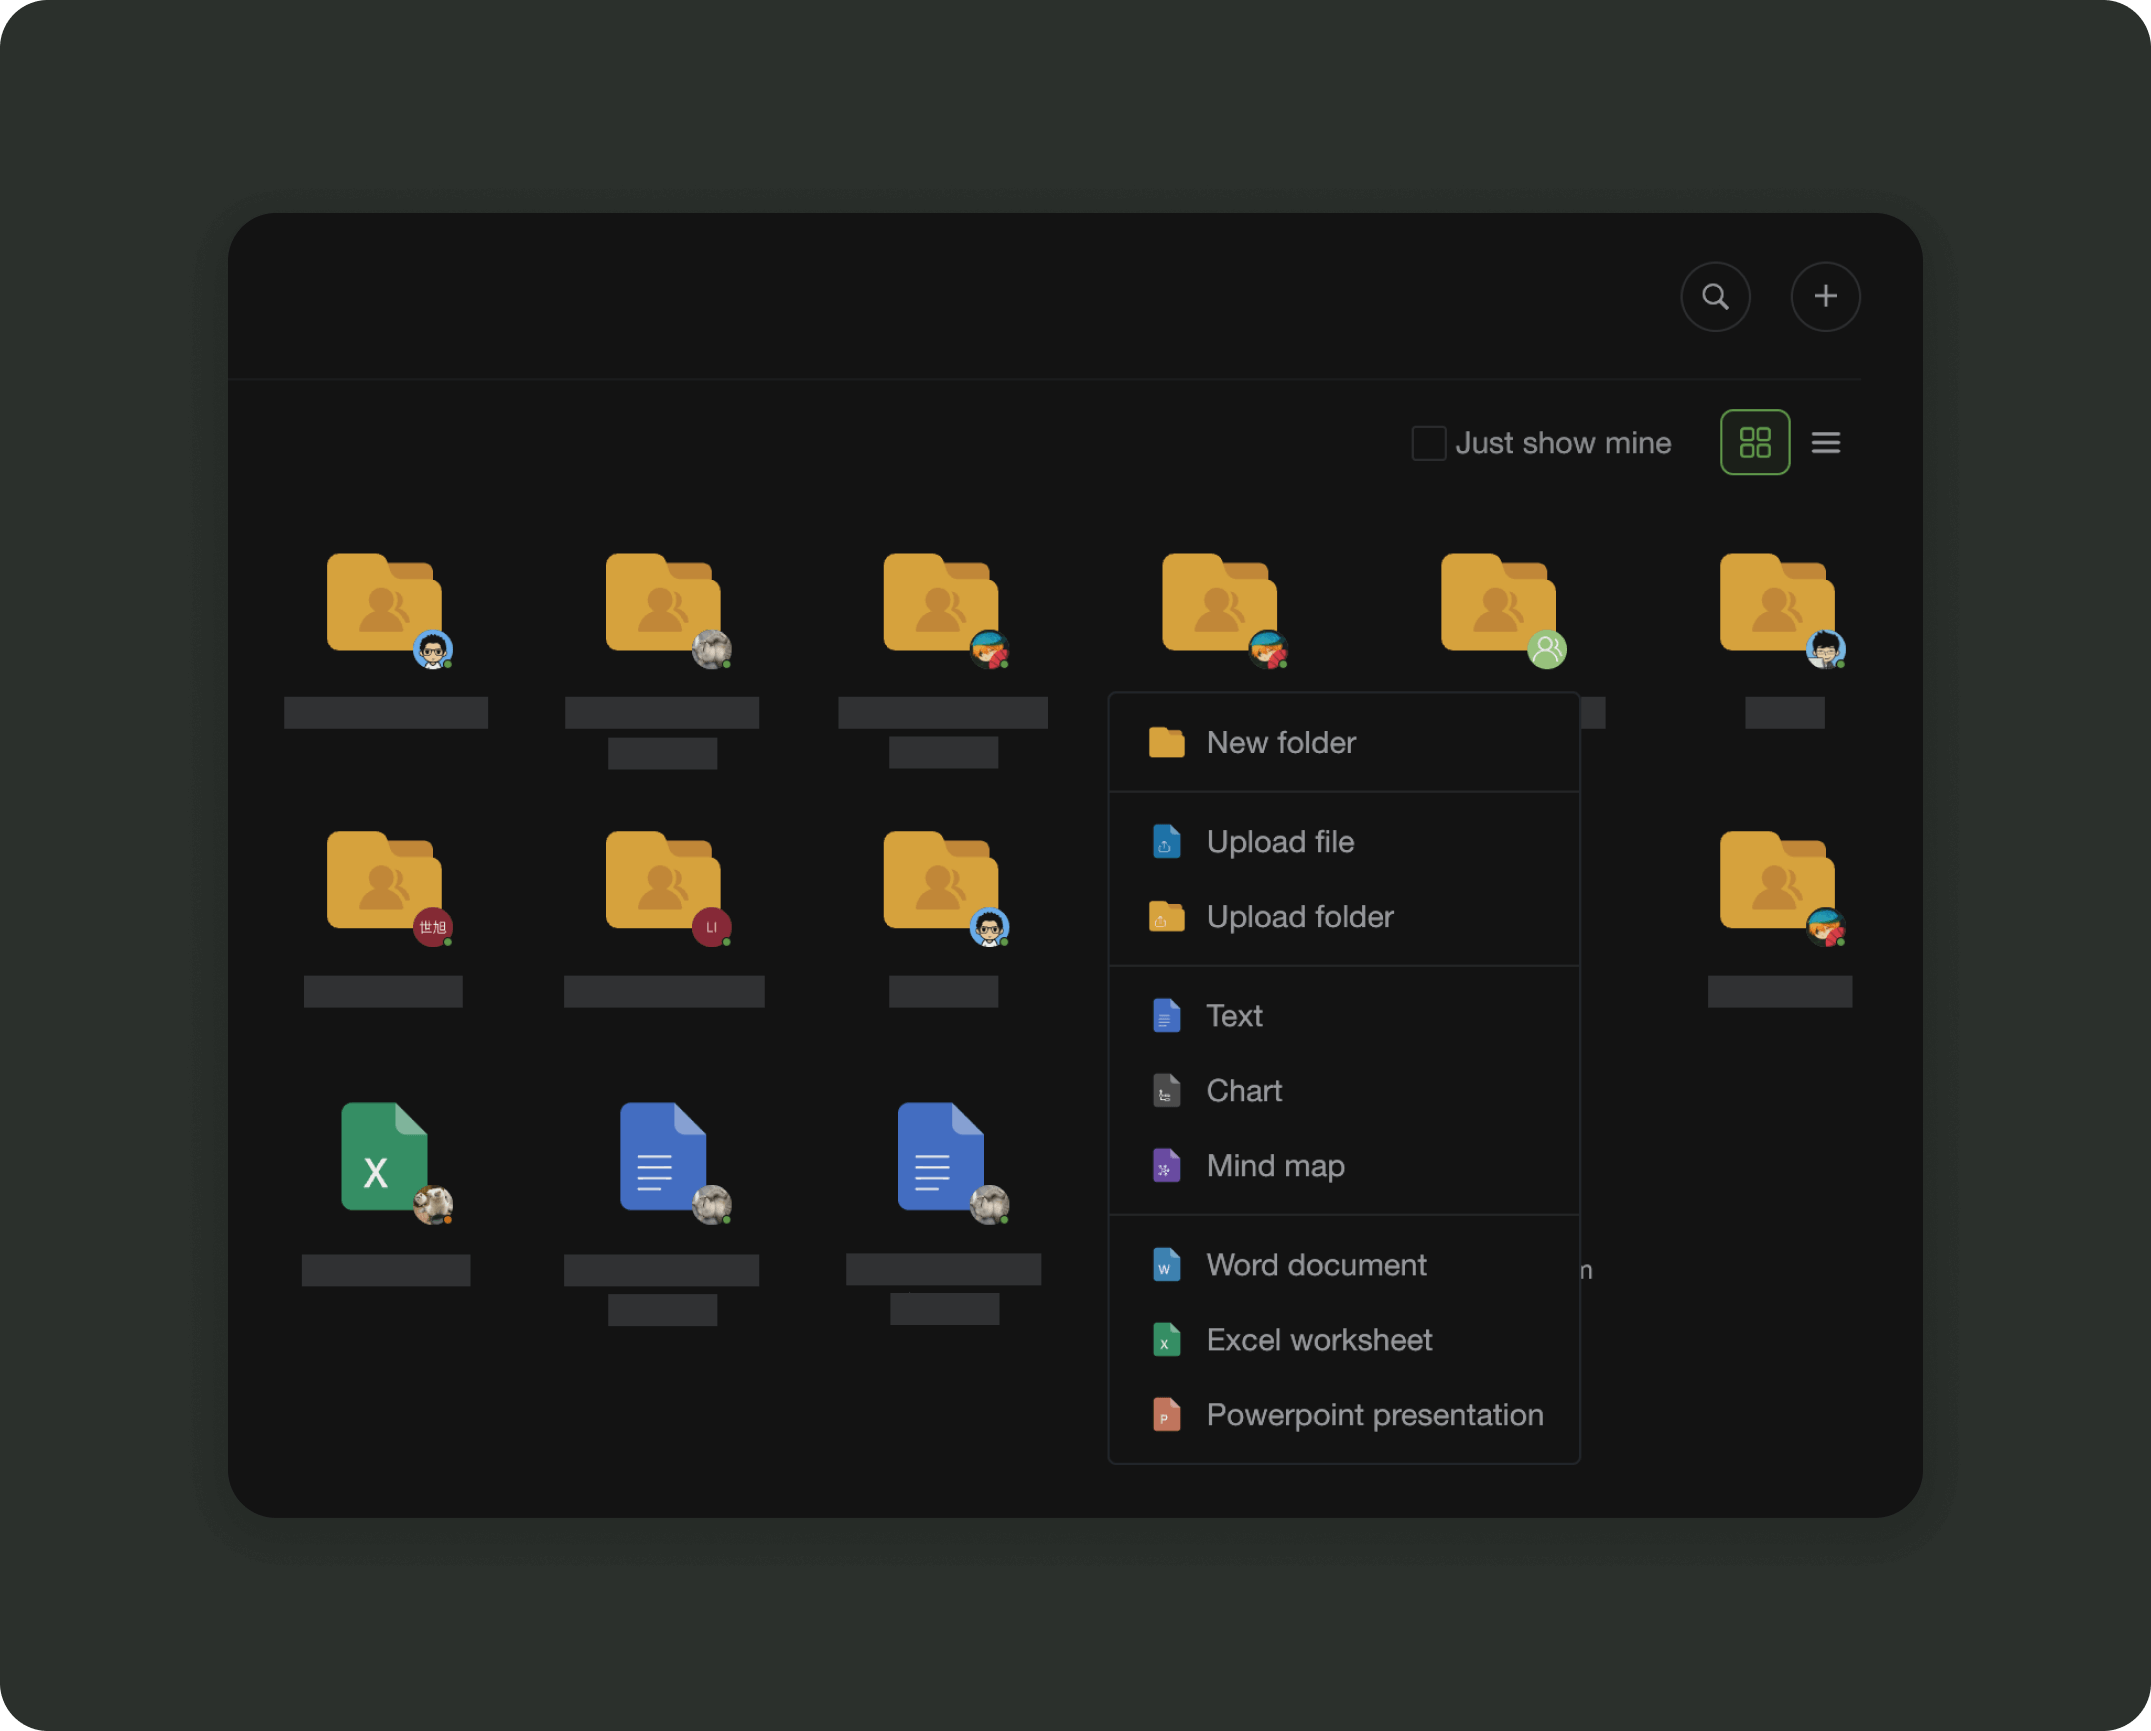 Just show mine
New folder
Upload file
Upload folder
世旭
LI
Text
Chart
Mind map
X
W Word document
X Excel worksheet
P Powerpoint presentation